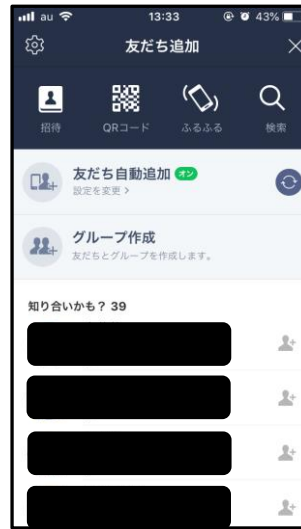 au 13:33 43%
友だち追加
招待 QRコード ふるふる 検索
友だち自動追加 オン
設定を変更 >
グループ作成
友だちとグループを作成します。
知り合いかも? 39